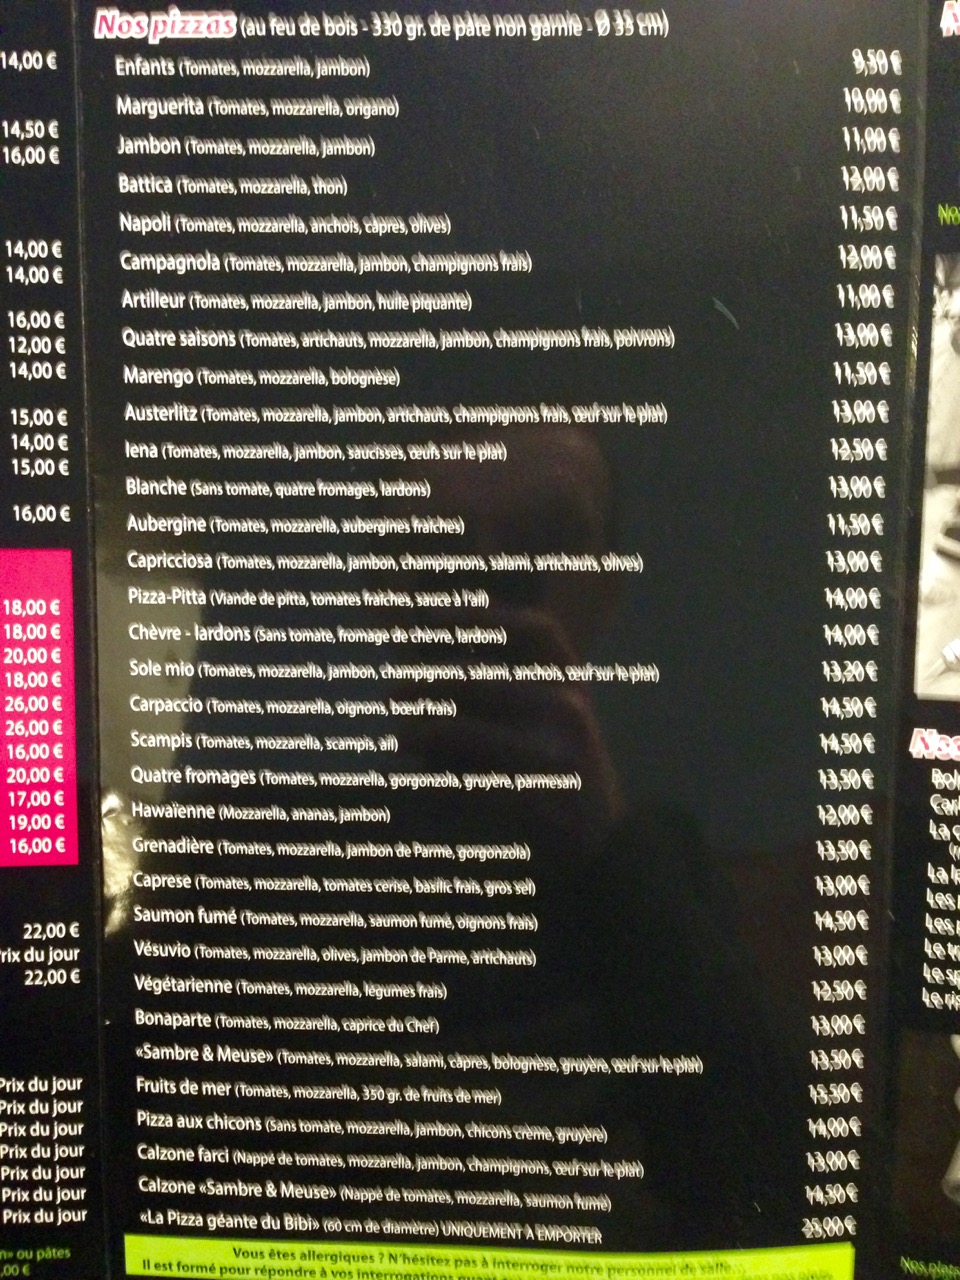 Nos pizzas (au feu de bois - 330 gr. de pâte non garnie - Ø 35 cm)
Enfants (Tomates, mozzarella, jambon) 9,50 €
Marguerita (Tomates, mozzarella, origano) 10,00 €
Jambon (Tomates, mozzarella, jambon) 11,00 €
Battica (Tomates, mozzarella, thon) 12,00 €
Napoli (Tomates, mozzarella, anchois, câpres, olives) 11,50 €
Campagnola (Tomates, mozzarella, jambon, champignons frais) 12,00 €
Artilleur (Tomates, mozzarella, jambon, huile piquante) 11,00 €
Quatre saisons (Tomates, artichauts, mozzarella, jambon, champignons frais, poivrons) 13,00 €
Marengo (Tomates, mozzarella, bolognèse) 11,50 €
Austerlitz (Tomates, mozzarella, jambon, artichauts, champignons frais, œuf sur le plat) 13,00 €
Iena (Tomates, mozzarella, jambon, saucisses, œufs sur le plat) 12,50 €
Blanche (Sans tomate, quatre fromages, lardons) 13,00 €
Aubergine (Tomates, mozzarella, aubergines fraîches) 11,50 €
Capricciosa (Tomates, mozzarella, jambon, champignons, salami, artichauts, olives) 13,00 €
Pizza-Pitta (Viande de pitta, tomates fraîches, sauce à l'ail) 14,00 €
Chèvre - lardons (Sans tomate, fromage de chèvre, lardons) 14,00 €
Sole mio (Tomates, mozzarella, jambon, champignons, salami, anchois, œuf sur le plat) 13,20 €
Carpaccio (Tomates, mozzarella, oignons, bœuf frais) 14,50 €
Scampis (Tomates, mozzarella, scampis, ail) 14,50 €
Quatre fromages (Tomates, mozzarella, gorgonzola, gruyère, parmesan) 13,50 €
Hawaïenne (Mozzarella, ananas, jambon) 12,00 €
Grenadière (Tomates, mozzarella, jambon de Parme, gorgonzola) 13,50 €
Caprese (Tomates, mozzarella, tomates cerise, basilic frais, gros sel) 13,00 €
Saumon fumé (Tomates, mozzarella, saumon fumé, oignons frais) 14,50 €
Vésuvio (Tomates, mozzarella, olives, jambon de Parme, artichauts) 13,00 €
Végétarienne (Tomates, mozzarella, légumes frais) 12,50 €
Bonaparte (Tomates, mozzarella, caprice du Chef) 13,00 €
«Sambre & Meuse» (Tomates, mozzarella, salami, câpres, bolognèse, gruyère, œuf sur le plat) 13,50 €
Fruits de mer (Tomates, mozzarella, 350 gr. de fruits de mer) 15,50 €
Pizza aux chicons (Sans tomate, mozzarella, jambon, chicons crème, gruyère) 14,00 €
Calzone farci (Nappé de tomates, mozzarella, jambon, champignons, œuf sur le plat) 13,00 €
Calzone «Sambre & Meuse» (Nappé de tomates, mozzarella, saumon fumé) 14,50 €
«La Pizza géante du Bibi» (60 cm de diamètre) UNIQUEMENT A EMPORTER 25,00 €
Vous êtes allergiques ? N'hésitez pas à interroger notre personnel de salle.
Il est formé pour répondre à vos interrogations quant
14,00 €
14,50 €
16,00 €
14,00 €
14,00 €
16,00 €
12,00 €
14,00 €
15,00 €
14,00 €
15,00 €
16,00 €
18,00 €
18,00 €
20,00 €
18,00 €
26,00 €
26,00 €
16,00 €
20,00 €
17,00 €
19,00 €
16,00 €
22,00 €
Prix du jour
22,00 €
Prix du jour
Prix du jour
Prix du jour
Prix du jour
Prix du jour
Prix du jour
Prix du jour
ou pâtes
,00 €
Nos
Les
Les
Le
Le
Le
Nos plats